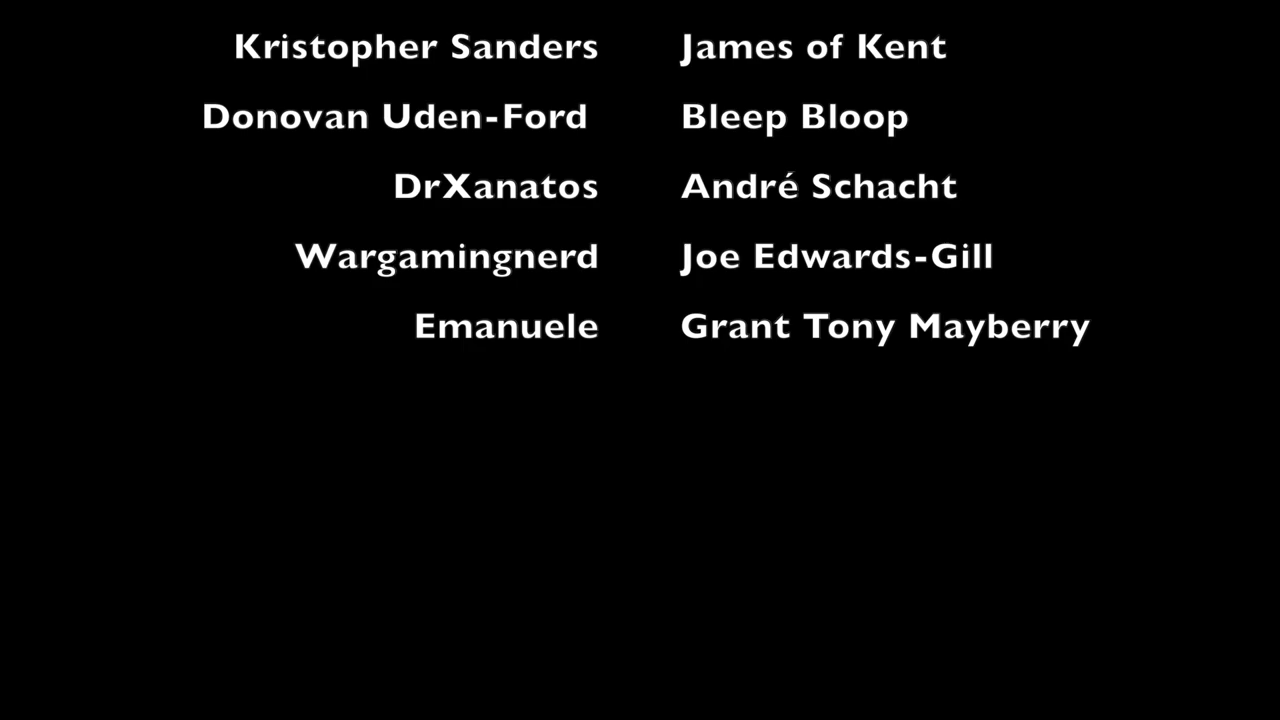 Kristopher Sanders James of Kent
Donovan Uden-Ford Bleep Bloop
DrXanatos André Schacht
Wargamingnerd Joe Edwards-Gill
Emanuele Grant Tony Mayberry